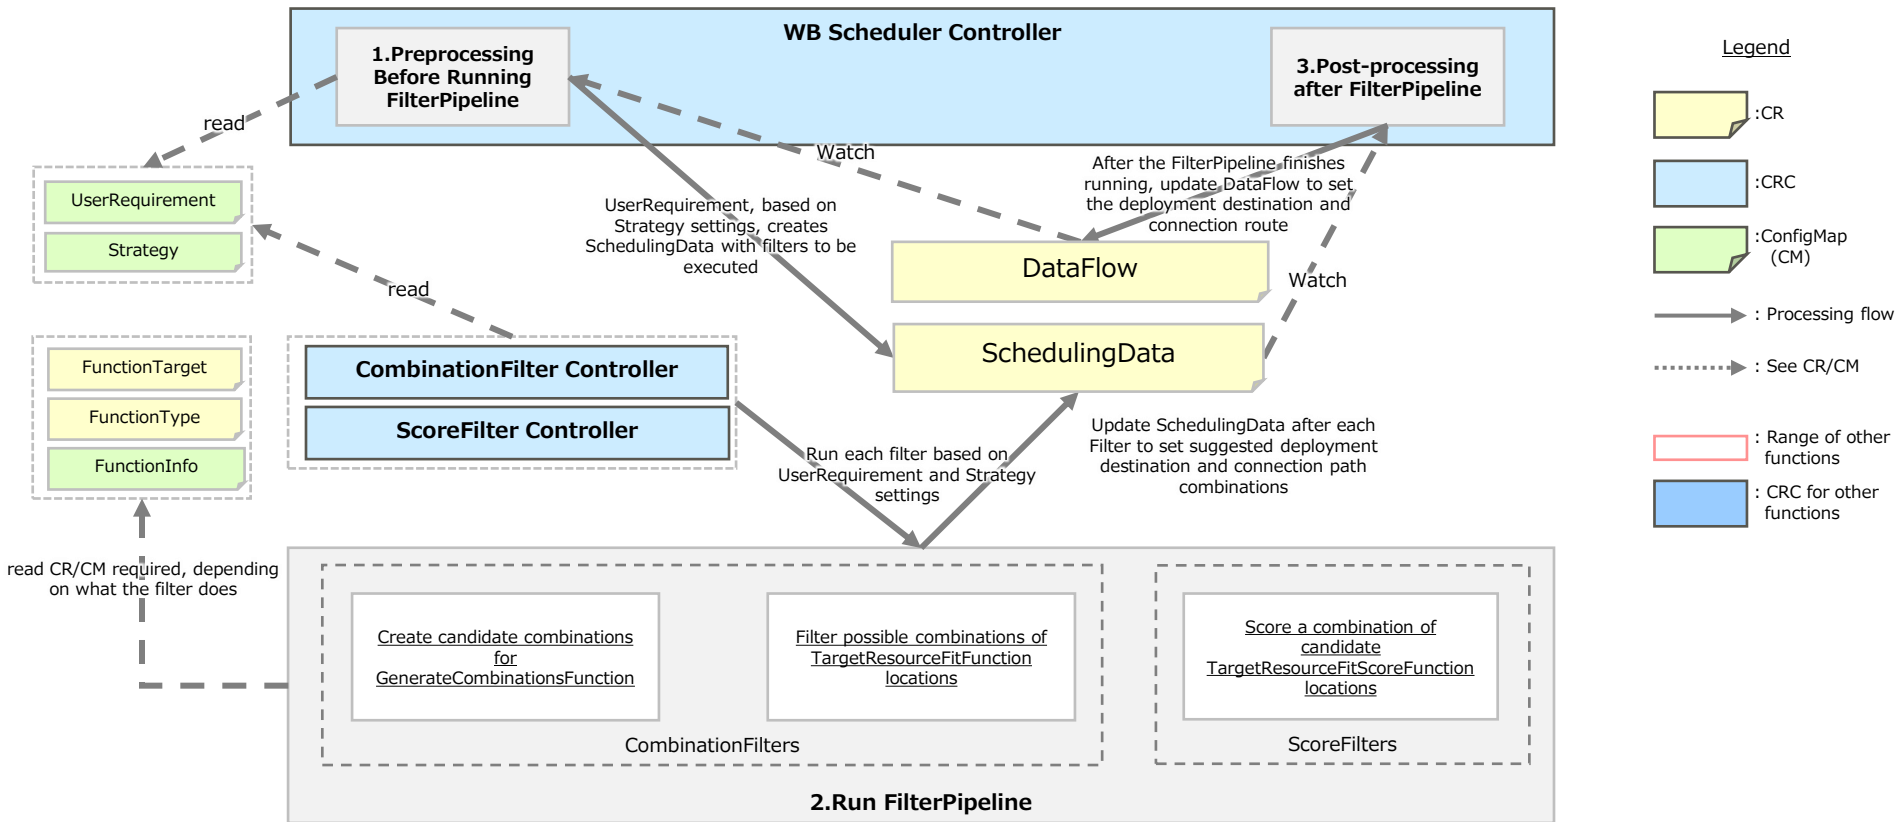 WB Scheduler Controller
1.Preprocessing
Before Running
FilterPipeline
3.Post-processing
after FilterPipeline
read
Watch
UserRequirement
Strategy
UserRequirement, based on
Strategy settings, creates
SchedulingData with filters to be
executed
After the FilterPipeline finishes
running, update DataFlow to set
the deployment destination and
connection route
DataFlow
Watch
read
SchedulingData
FunctionTarget
FunctionType
FunctionInfo
CombinationFilter Controller
ScoreFilter Controller
Run each filter based on
UserRequirement and Strategy
settings
Update SchedulingData after each
Filter to set suggested deployment
destination and connection path
combinations
read CR/CM required, depending
on what the filter does
Create candidate combinations
for
GenerateCombinationsFunction
Filter possible combinations of
TargetResourceFitFunction
locations
CombinationFilters
Score a combination of
candidate
TargetResourceFitScoreFunction
locations
ScoreFilters
2.Run FilterPipeline
Legend
:CR
:CRC
:ConfigMap
(CM)
: Processing flow
: See CR/CM
: Range of other
functions
: CRC for other
functions